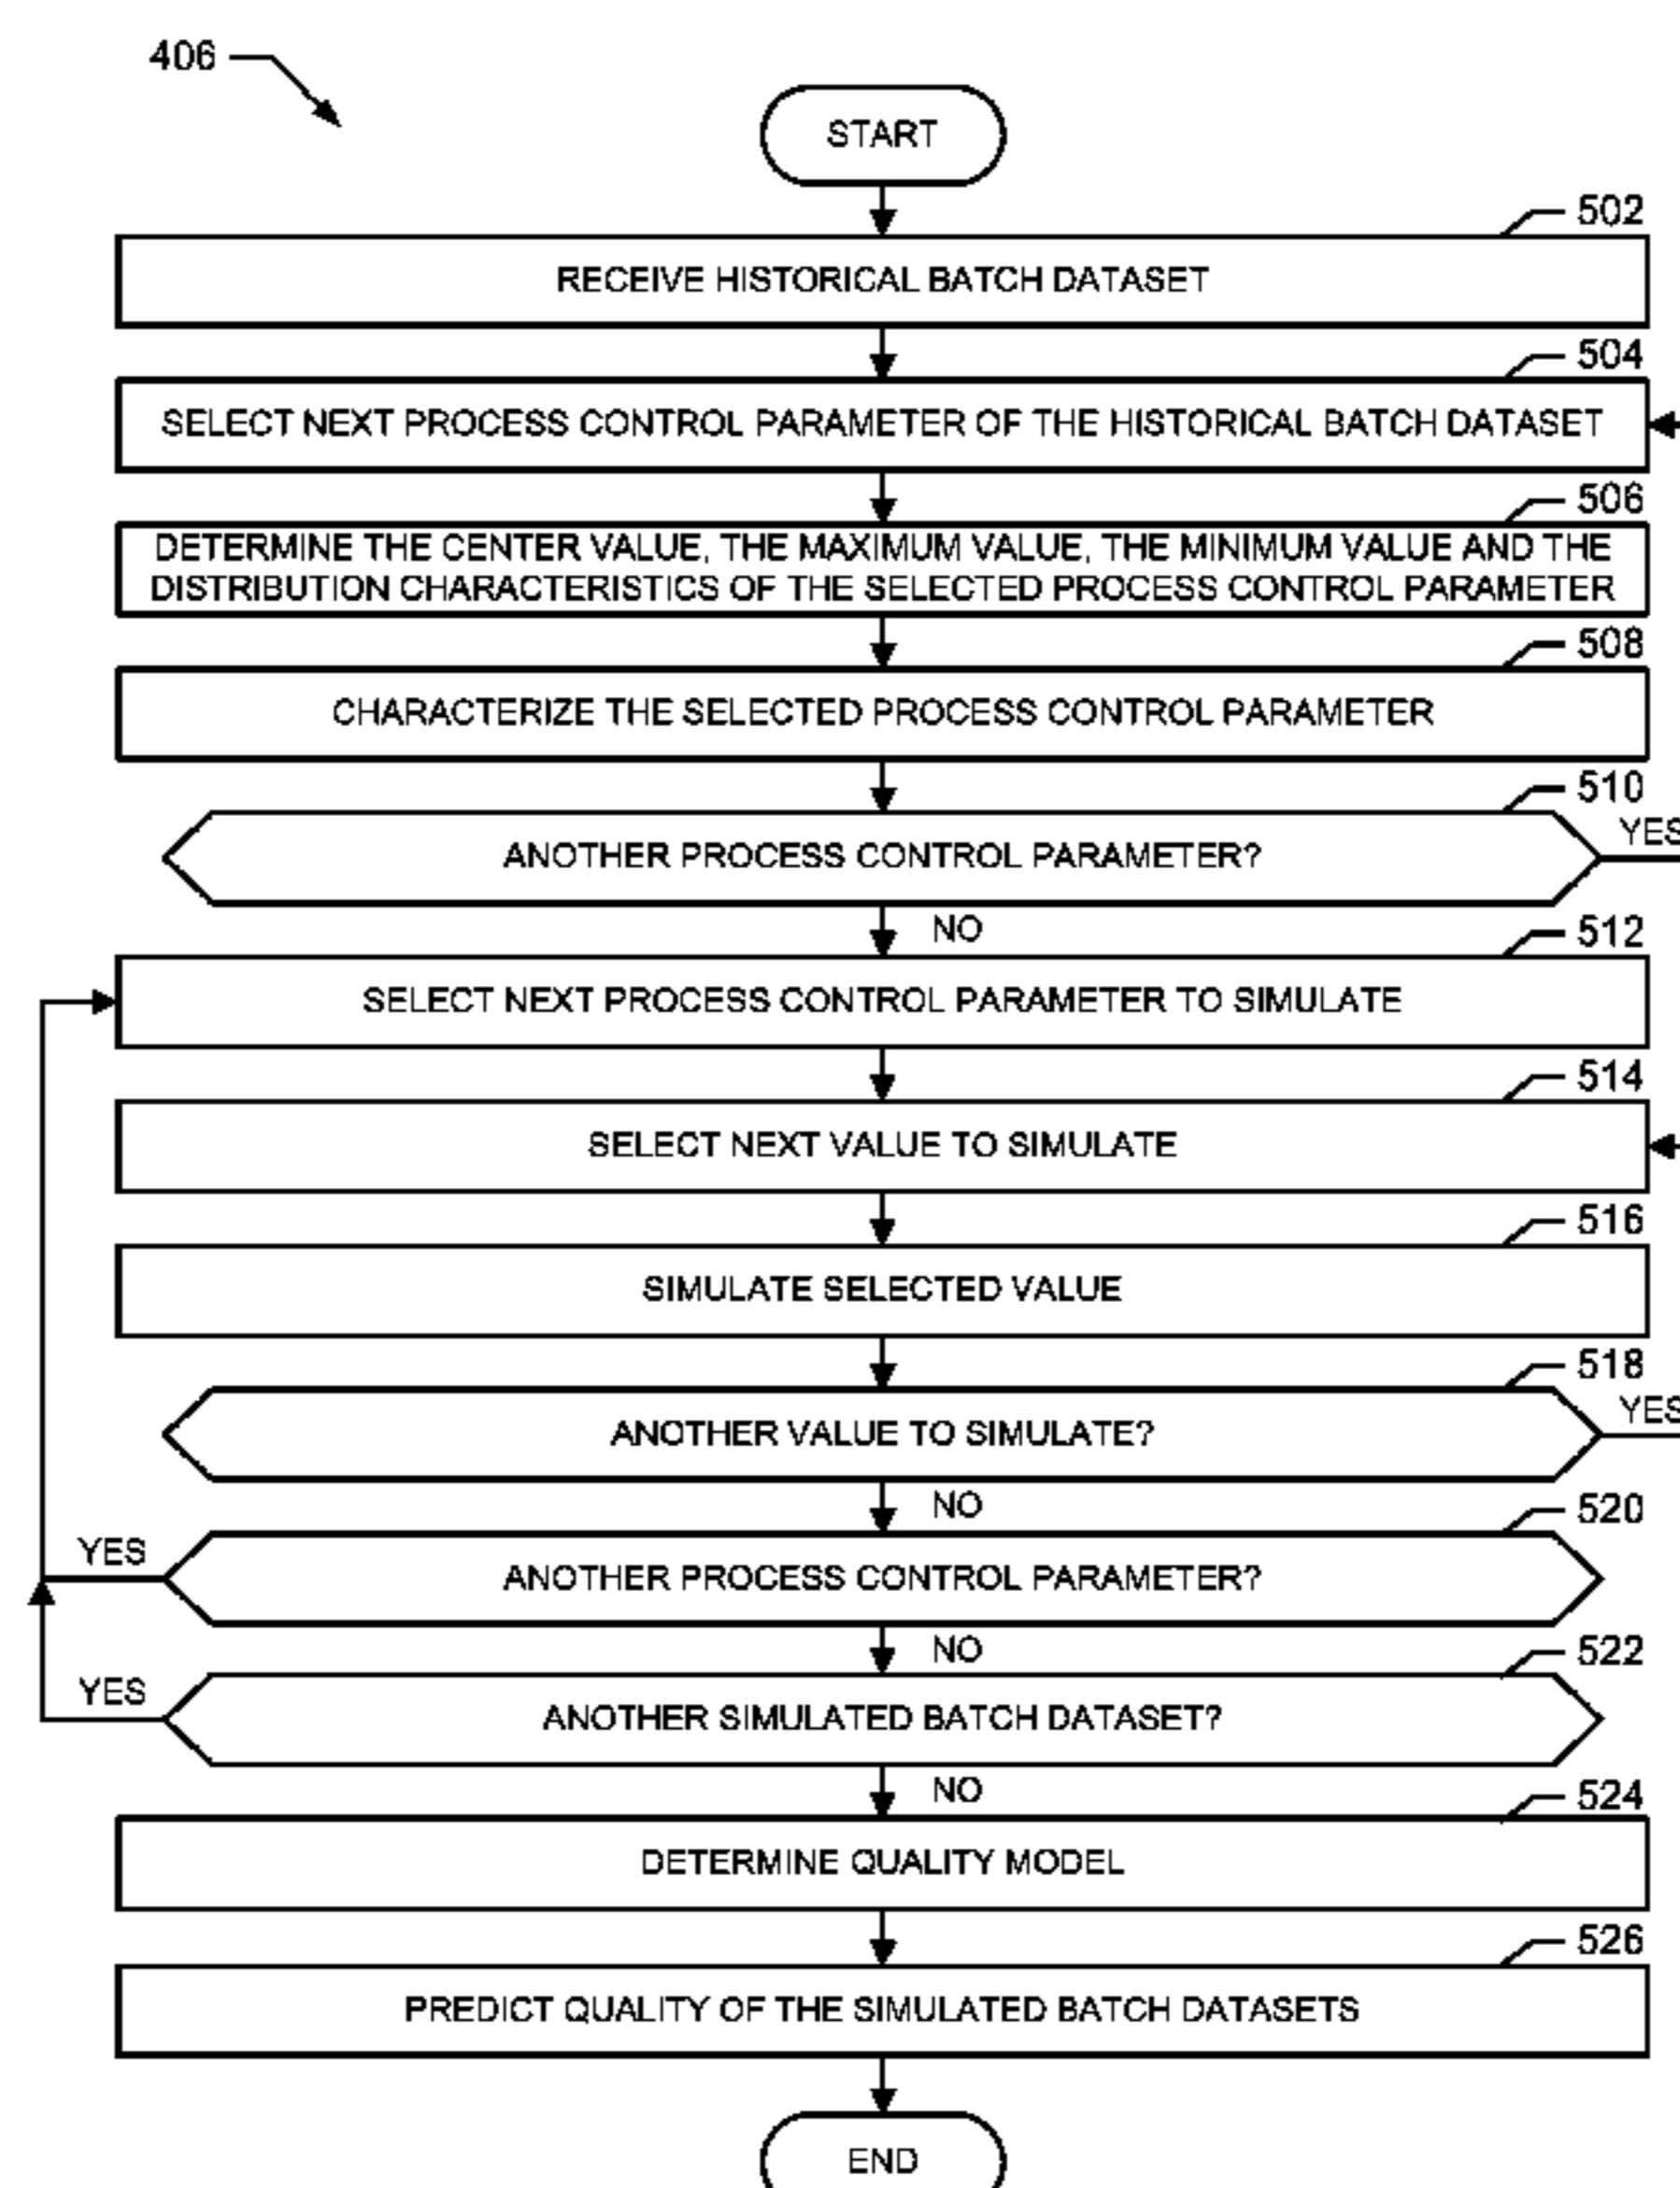 406
START
502
RECEIVE HISTORICAL BATCH DATASET
504
SELECT NEXT PROCESS CONTROL PARAMETER OF THE HISTORICAL BATCH DATASET
506
DETERMINE THE CENTER VALUE, THE MAXIMUM VALUE, THE MINIMUM VALUE AND THE
DISTRIBUTION CHARACTERISTICS OF THE SELECTED PROCESS CONTROL PARAMETER
508
CHARACTERIZE THE SELECTED PROCESS CONTROL PARAMETER
510
YES
ANOTHER PROCESS CONTROL PARAMETER?
NO
512
SELECT NEXT PROCESS CONTROL PARAMETER TO SIMULATE
514
SELECT NEXT VALUE TO SIMULATE
516
SIMULATE SELECTED VALUE
518
YES
ANOTHER VALUE TO SIMULATE?
NO
520
YES
ANOTHER PROCESS CONTROL PARAMETER?
NO
522
YES
ANOTHER SIMULATED BATCH DATASET?
NO
524
DETERMINE QUALITY MODEL
526
PREDICT QUALITY OF THE SIMULATED BATCH DATASETS
END